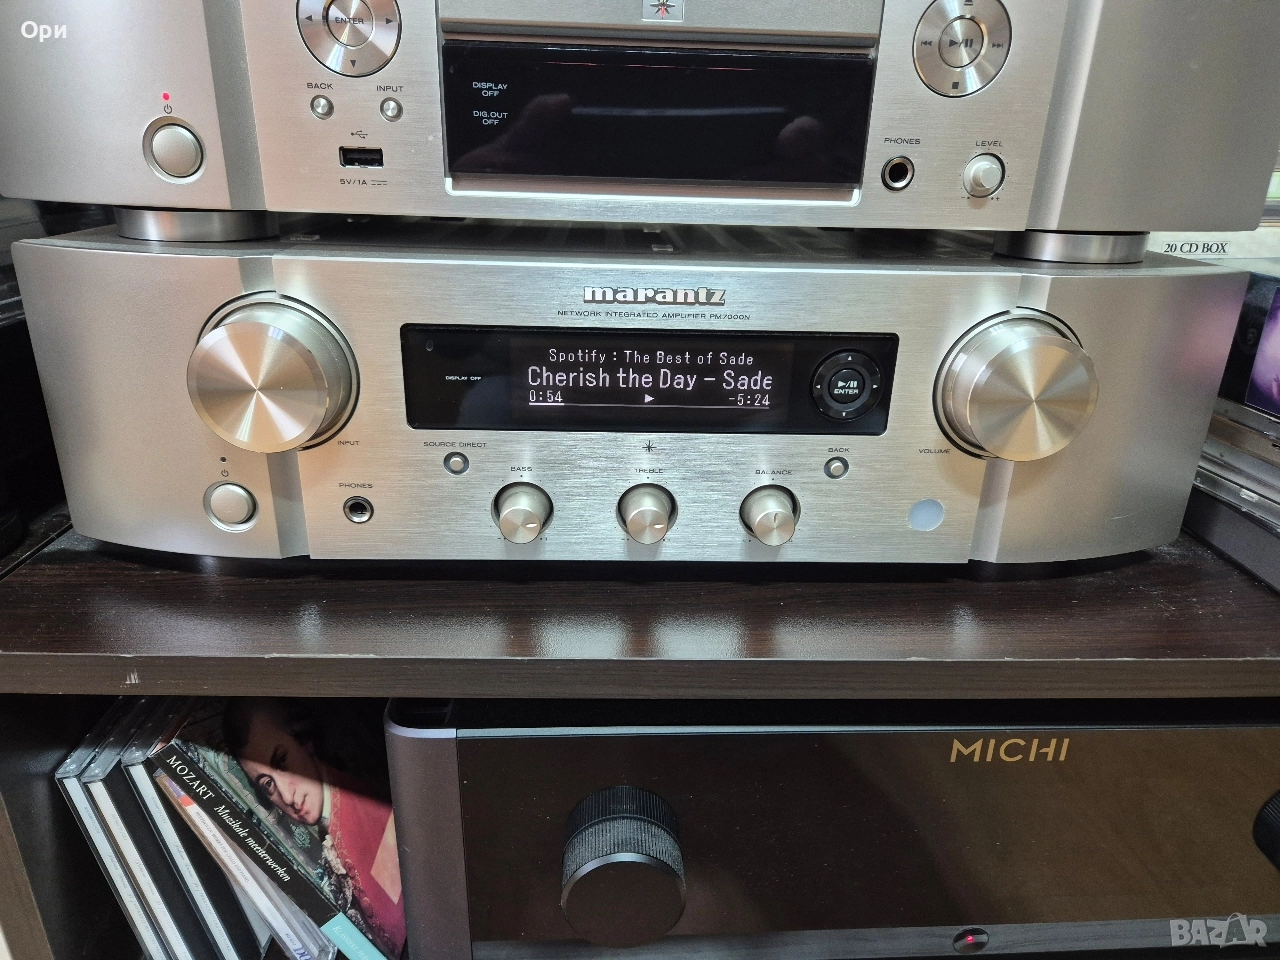 Ори
ENTER
BACK
INPUT
5V/1A
DISPLAY
OFF
DIG.OUT
OFF
PHONES
LEVEL
20 CD BOX
marantz
NETWORK INTEGRATED AMPLIFIER PM7000N
DISPLAY OFF
Spotify : The Best of Sade
Cherish the Day - Sade
0:54
-5:24
ENTER
INPUT
SOURCE DIRECT
BASS
TREBLE
BALANCE
BACK
VOLUME
PHONES
MICHI
MOZART Muzikale meesterwerken
BAZAR